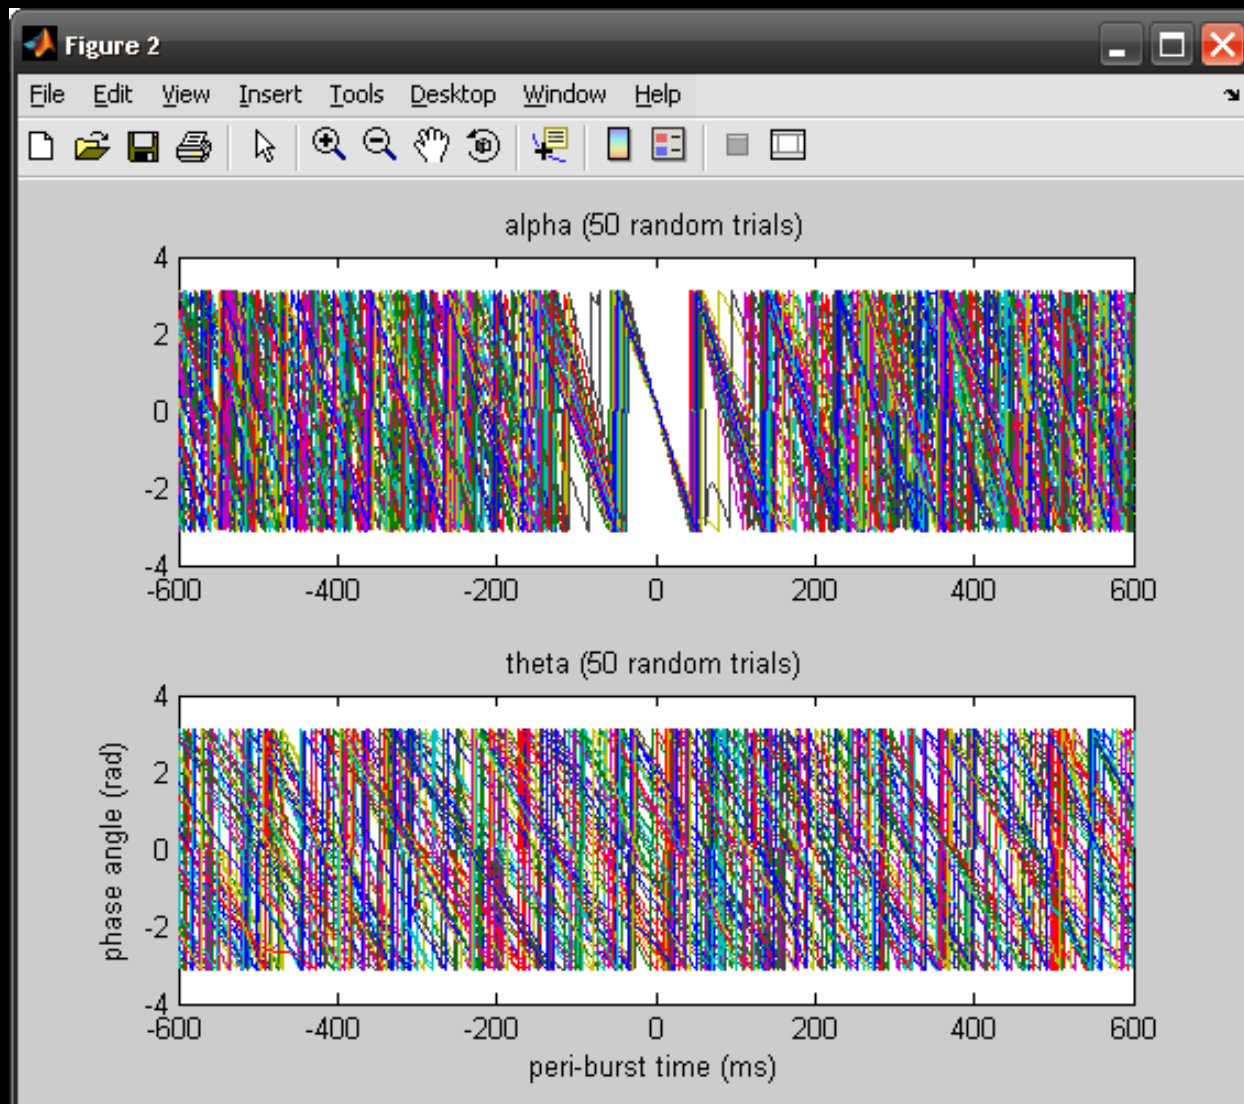 Figure 2
File Edit View Insert Tools Desktop Window Help
alpha (50 random trials)
4
2
0
-2
-4
-600 -400 -200 0 200 400 600
theta (50 random trials)
4
2
0
-2
-4
phase angle (rad)
-600 -400 -200 0 200 400 600
peri-burst time (ms)